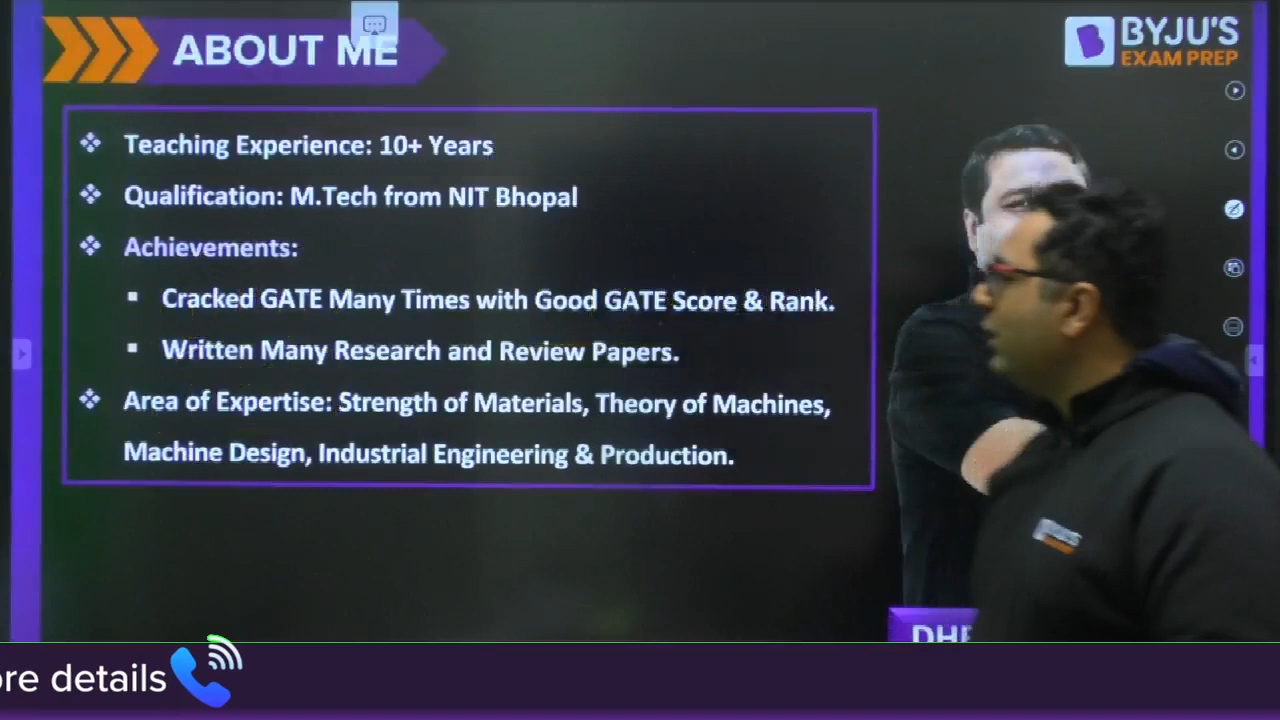 ABOUT ME
BYJU'S
EXAM PREP
Teaching Experience: 10+ Years
Qualification: M.Tech from NIT Bhopal
Achievements:
Cracked GATE Many Times with Good GATE Score & Rank.
Written Many Research and Review Papers.
Area of Expertise: Strength of Materials, Theory of Machines,
Machine Design, Industrial Engineering & Production.
details